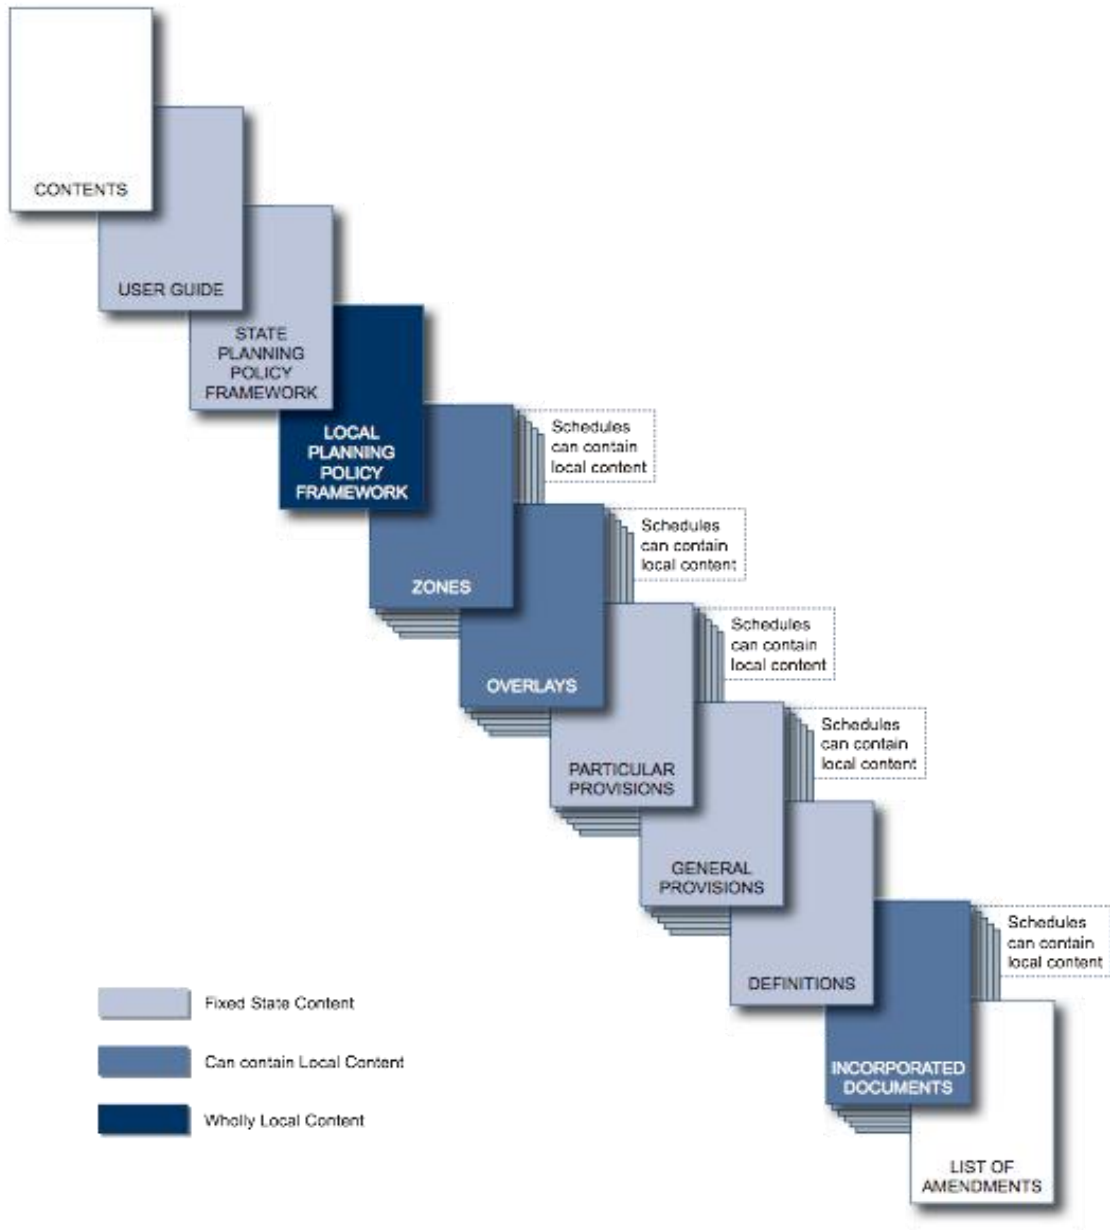 CONTENTS
USER GUIDE
STATE
PLANNING
POLICY
FRAMEWORK
LOCAL
PLANNING
POLICY
FRAMEWORK
Schedules
can contain
local content
ZONES
Schedules
can contain
local content
OVERLAYS
Schedules
can contain
local content
PARTICULAR
PROVISIONS
Schedules
can contain
local content
GENERAL
PROVISIONS
DEFINITIONS
Schedules
can contain
local content
INCORPORATED
DOCUMENTS
LIST OF
AMENDMENTS
Fixed State Content
Can contain Local Content
Wholly Local Content